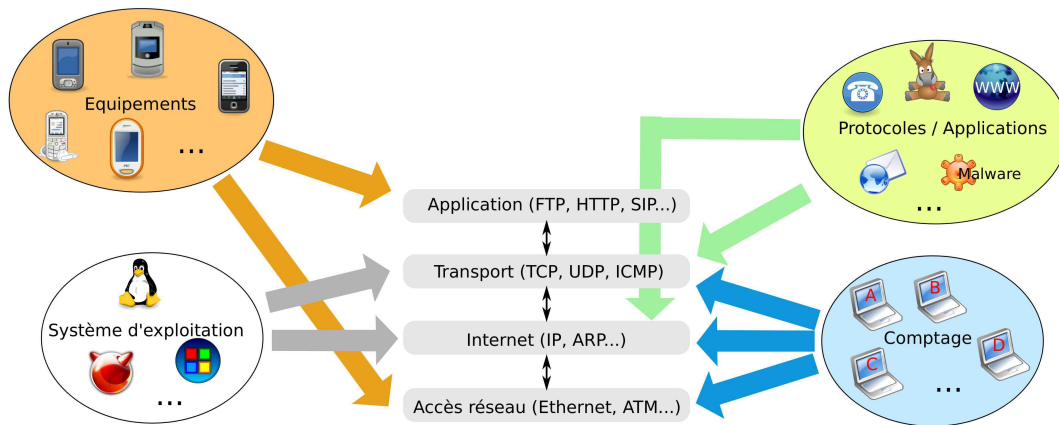 Equipements
...
WWW
Protocoles / Applications
Malware
...
Application (FTP, HTTP, SIP...)
Transport (TCP, UDP, ICMP)
Internet (IP, ARP...)
Accès réseau (Ethernet, ATM...)
Système d'exploitation
...
A
B
Comptage
D
C
...